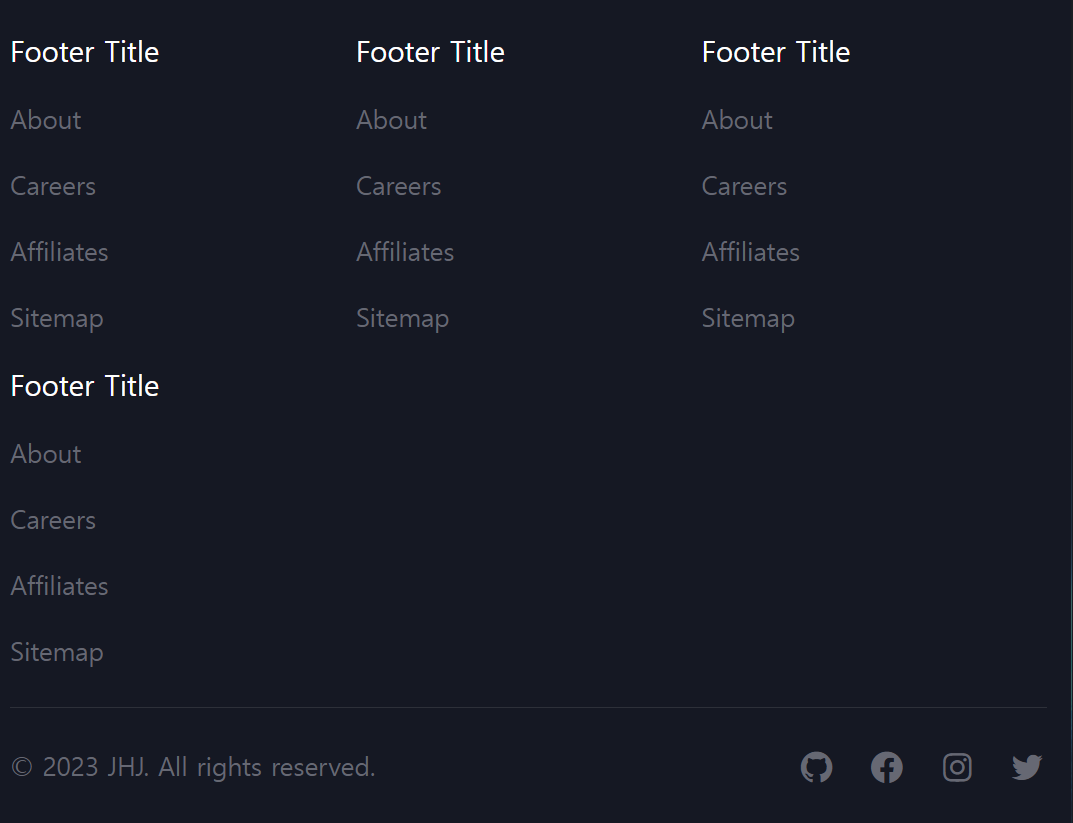 Footer Title Footer Title Footer Title
About About About
Careers Careers Careers
Affiliates Affiliates Affiliates
Sitemap Sitemap Sitemap
Footer Title
About
Careers
Affiliates
Sitemap
© 2023 JHJ. All rights reserved.